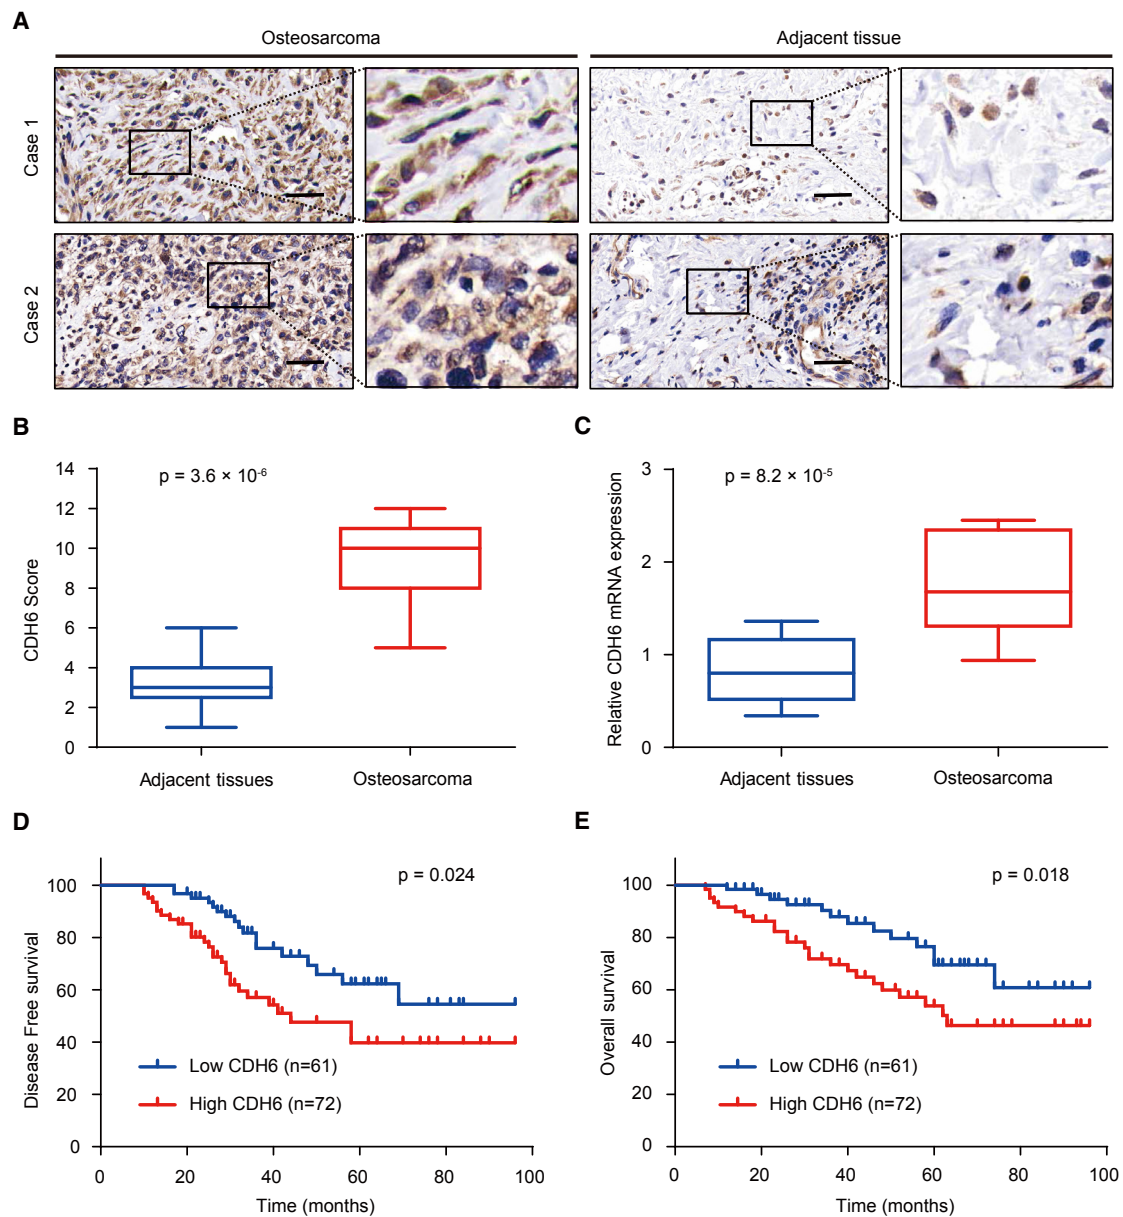 A
Osteosarcoma
Adjacent tissue
Case 1
Case 2
B
p = 3.6 × 10-6
CDH6 Score
14
12
10
8
6
4
2
0
Adjacent tissues
Osteosarcoma
C
p = 8.2 × 10-5
Relative CDH6 mRNA expression
3
2
1
0
Adjacent tissues
Osteosarcoma
D
p = 0.024
Disease Free survival
100
80
60
40
20
0
Low CDH6 (n=61)
High CDH6 (n=72)
0 20 40 60 80 100
Time (months)
E
p = 0.018
Overall survival
100
80
60
40
20
0
Low CDH6 (n=61)
High CDH6 (n=72)
0 20 40 60 80 100
Time (months)